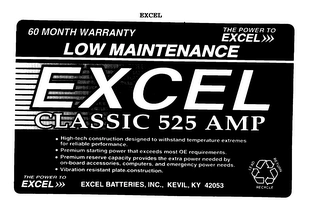 EXCEL
60 MONTH WARRANTY
THE POWER TO
EXCEL>>>
LOW MAINTENANCE
EXCEL
CLASSIC 525 AMP
• High-tech construction designed to withstand temperature extremes
for reliable performance.
• Premium starting power that exceeds most OE requirements.
• Premium reserve capacity provides the extra power needed by
on-board accessories, computers, and emergency power needs.
• Vibration resistant plate construction.
THE POWER TO
EXCEL>>>
EXCEL BATTERIES, INC., KEVIL, KY 42053
RECYCLE